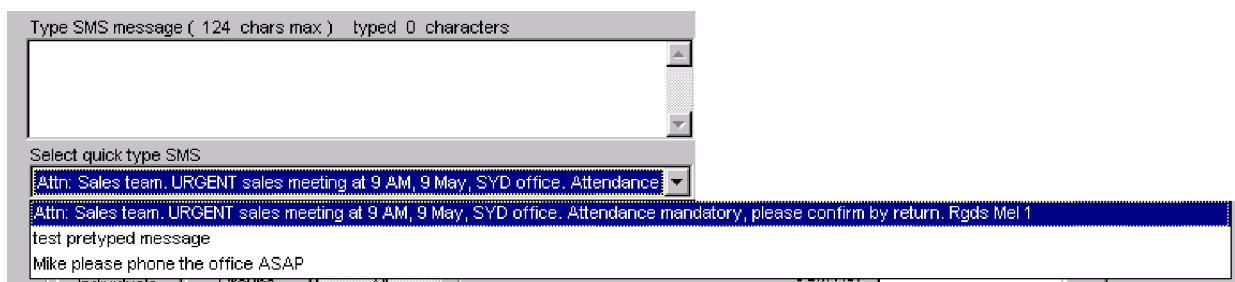 Type SMS message ( 124 chars max ) typed 0 characters
Select quick type SMS
Attn: Sales team. URGENT sales meeting at 9 AM, 9 May, SYD office. Attendance
Attn: Sales team. URGENT sales meeting at 9 AM, 9 May, SYD office. Attendance mandatory, please confirm by return. Rgds Mel 1
test pretyped message
Mike please phone the office ASAP